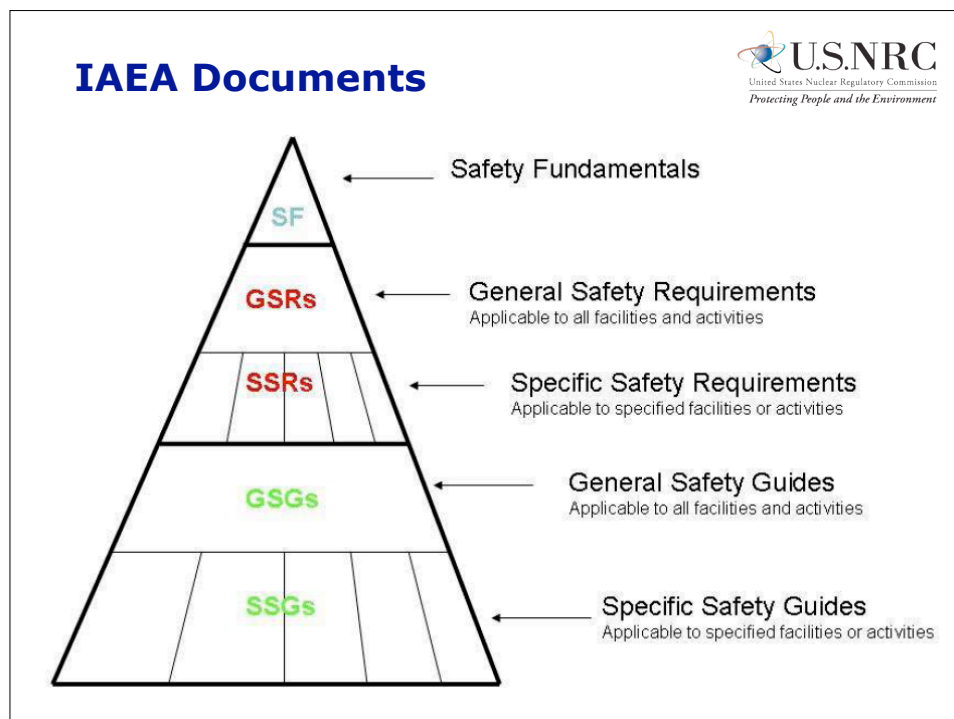 IAEA Documents
U.S.NRC
United States Nuclear Regulatory Commission
Protecting People and the Environment
Safety Fundamentals
SF
GSRs
General Safety Requirements
Applicable to all facilities and activities
SSRs
Specific Safety Requirements
Applicable to specified facilities or activities
GSGs
General Safety Guides
Applicable to all facilities and activities
SSGs
Specific Safety Guides
Applicable to specified facilities or activities